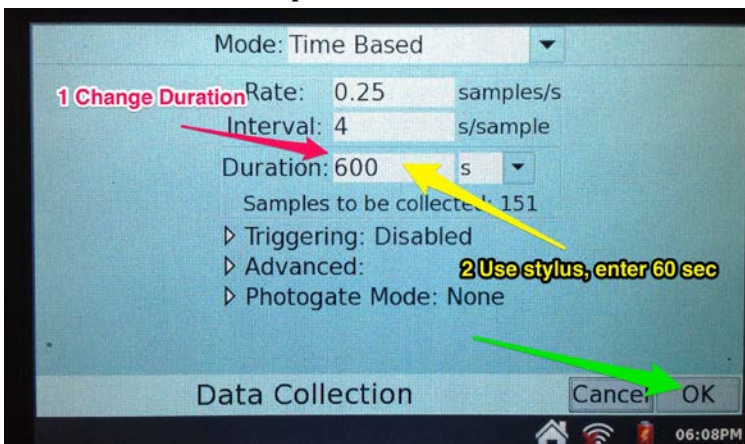 Mode: Time Based
1 Change Duration
Rate: 0.25 samples/s
Interval: 4 s/sample
Duration: 600 s
Samples to be collected: 151
Triggering: Disabled
Advanced:
2 Use stylus, enter 60 sec
Photogate Mode: None
Data Collection Cancel OK
06:08PM